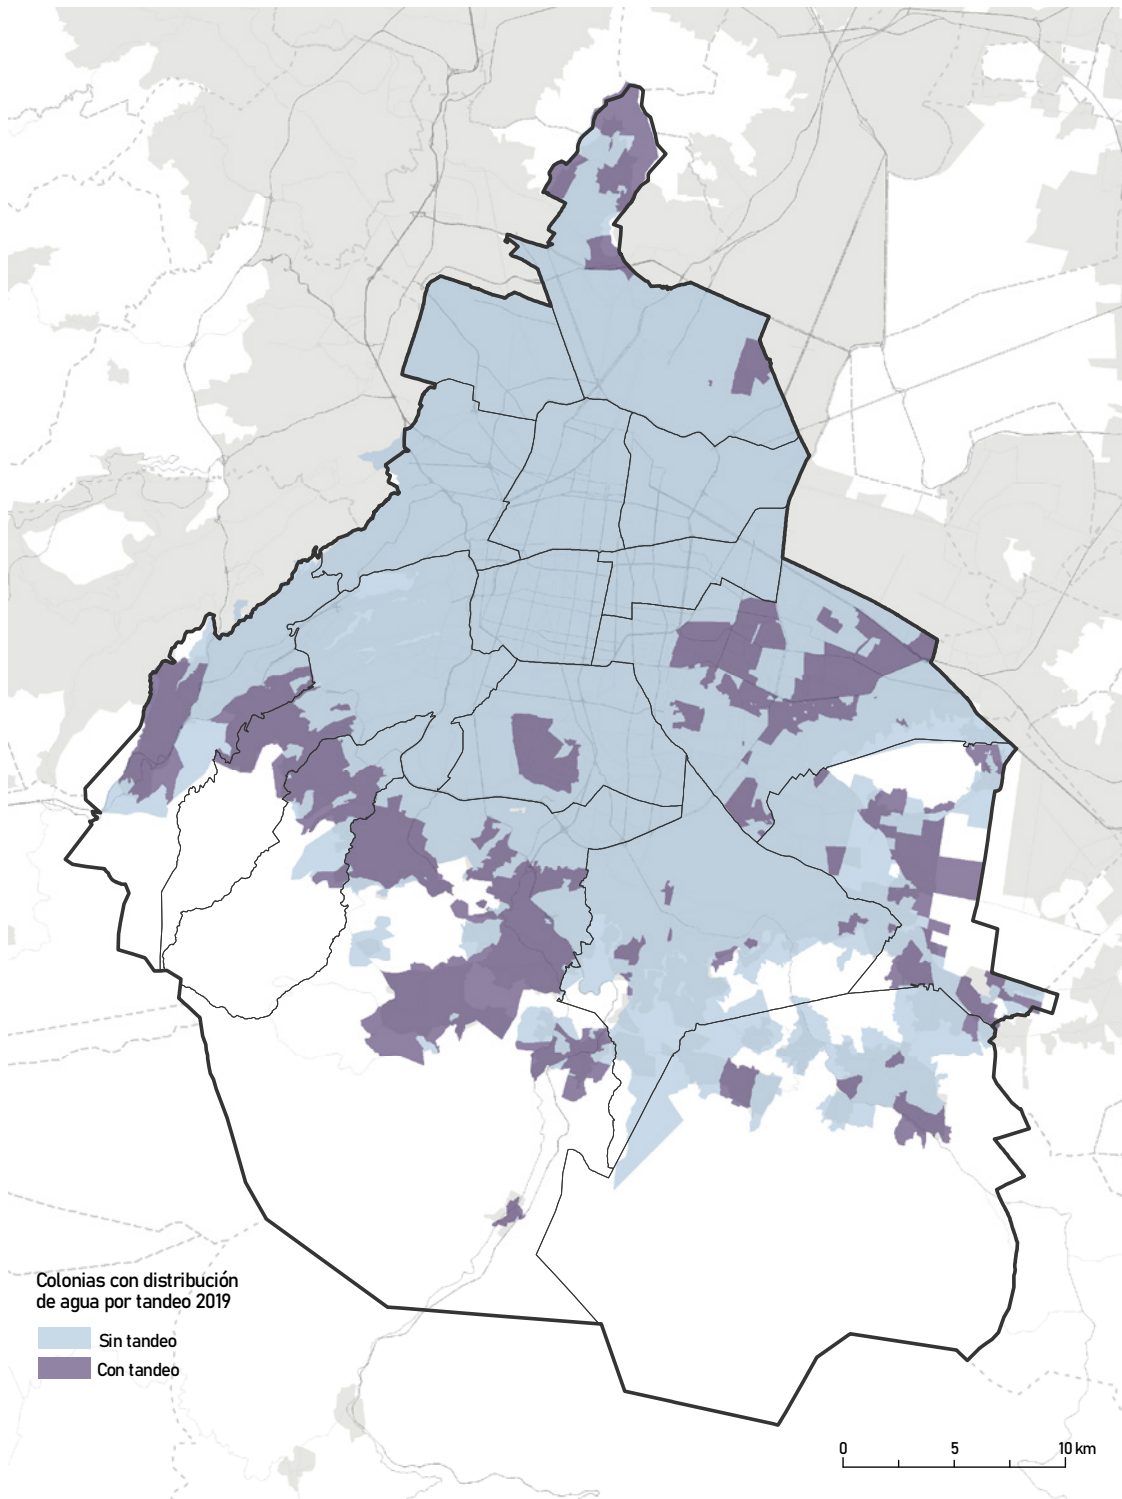 Colonias con distribución
de agua por tandeo 2019
Sin tandeo
Con tandeo
0 5 10 km